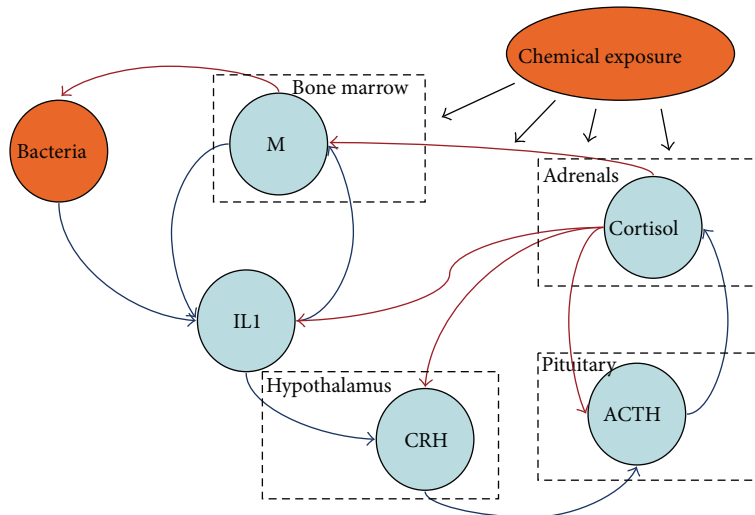 Chemical exposure
Bone marrow
Bacteria
M
Adrenals
Cortisol
IL1
Pituitary
Hypothalamus
ACTH
CRH